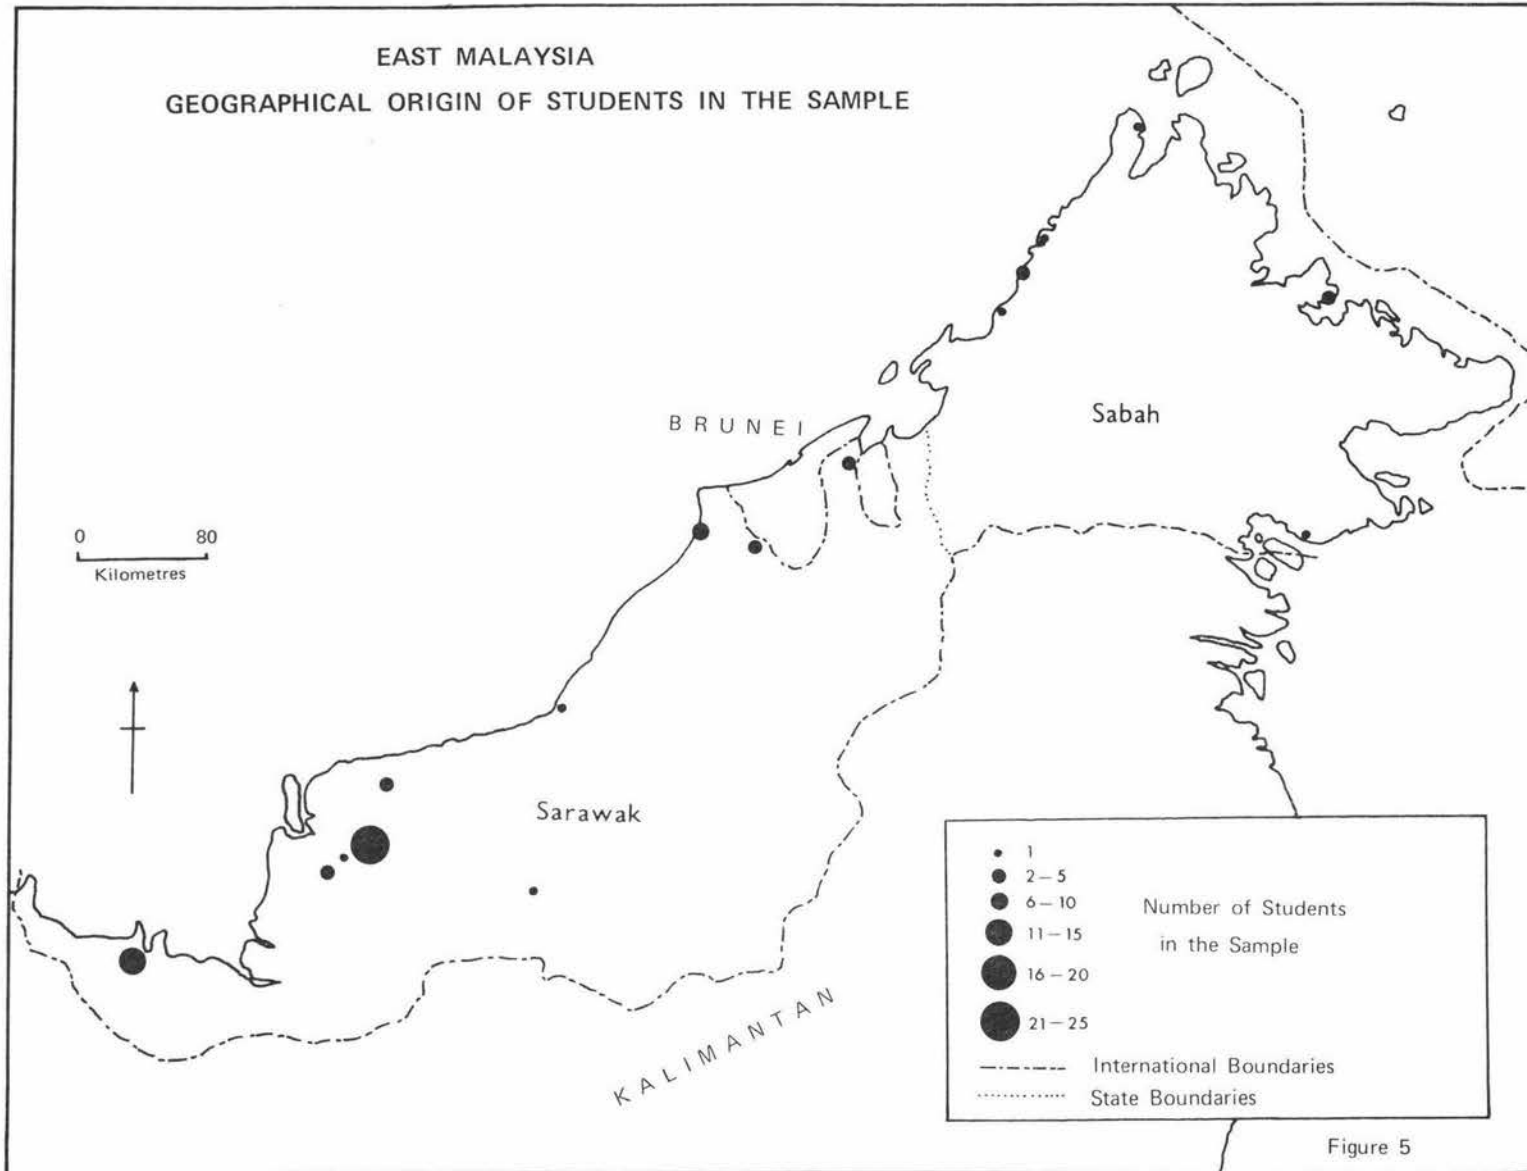 EAST MALAYSIA
GEOGRAPHICAL ORIGIN OF STUDENTS IN THE SAMPLE
BRUNEI
Sabah
0 80
Kilometres
Sarawak
KALIMANTAN
1
2–5
6–10
11–15
16–20
21–25
Number of Students
in the Sample
International Boundaries
State Boundaries
Figure 5